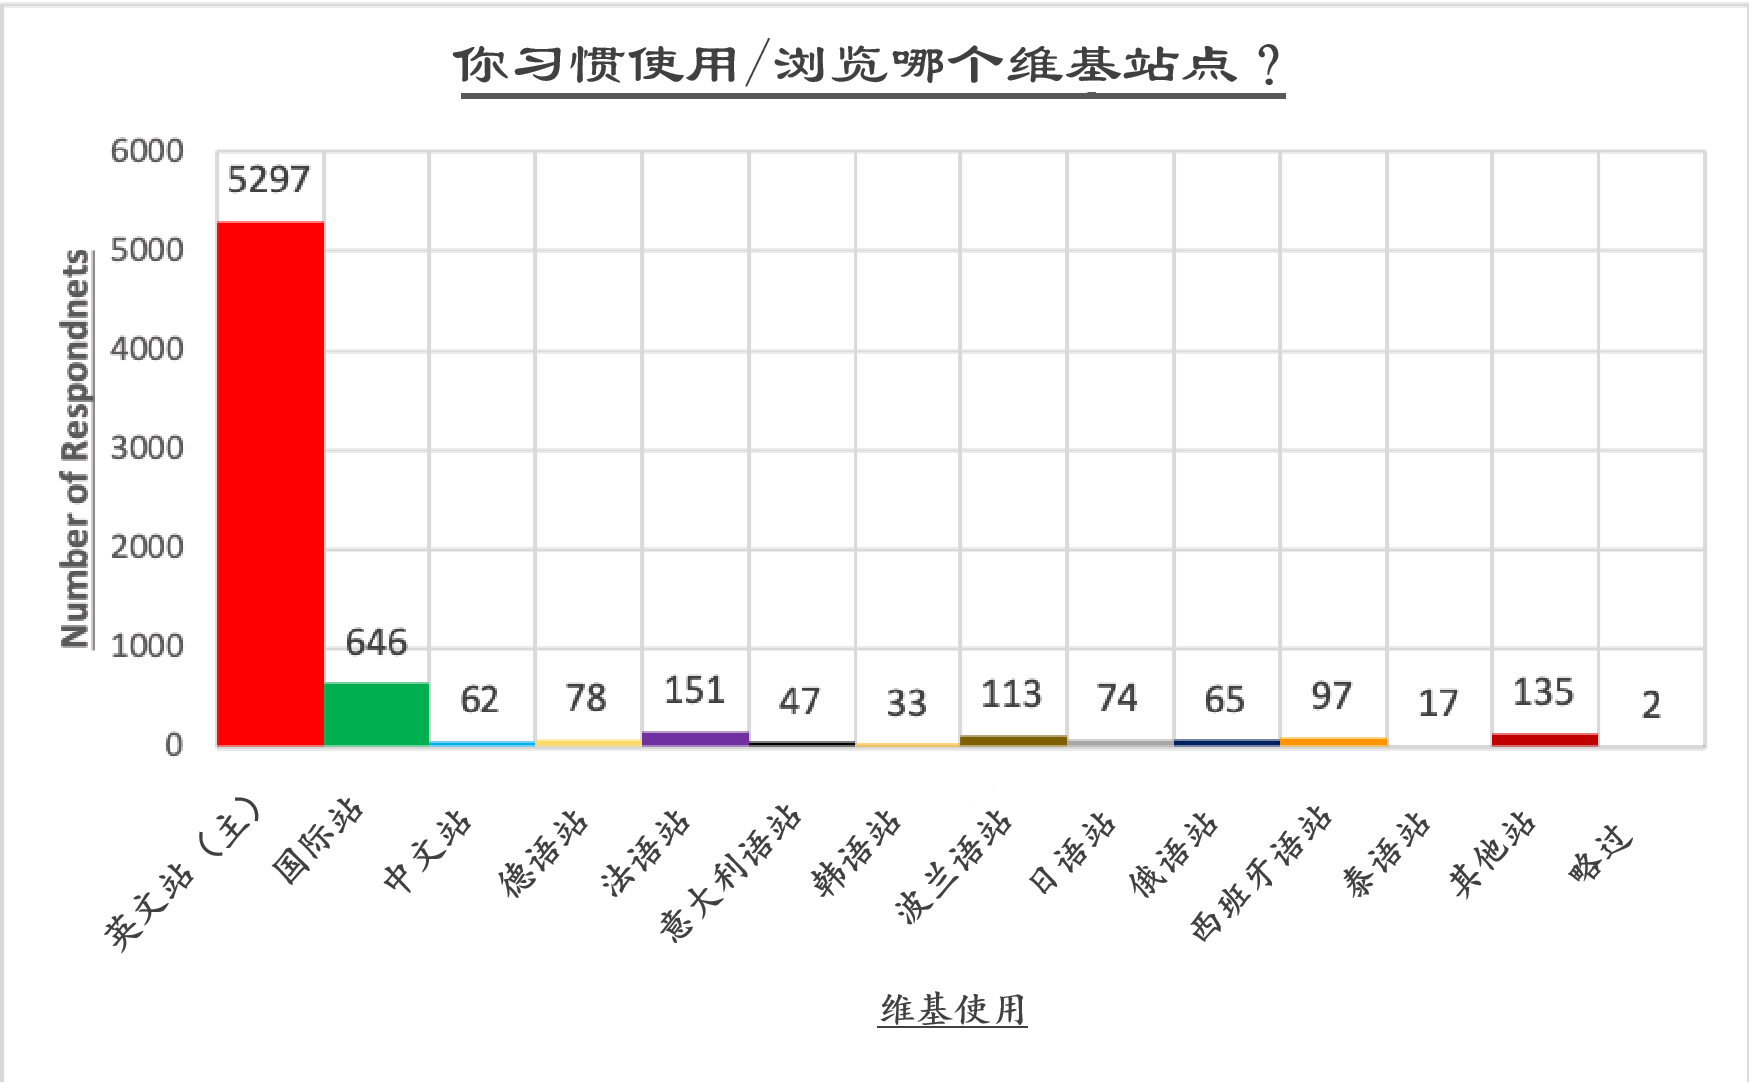 你习惯使用/浏览哪个维基站点？
6000
5000
4000
3000
2000
1000
0
Number of Respondnets
5297
646
62
78
151
47
33
113
74
65
97
17
135
2
英文站（主）
国际站
中文站
德语站
法语站
意大利语站
韩语站
波兰语站
日语站
俄语站
西班牙语站
泰语站
其他站
略过
维基使用